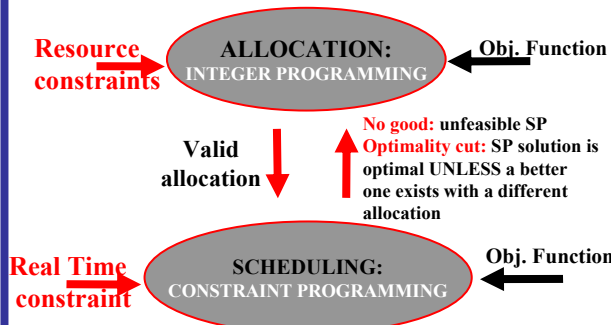 Resource
constraints
ALLOCATION:
INTEGER PROGRAMMING
Obj. Function
Valid
allocation
No good: unfeasible SP
Optimality cut: SP solution is
optimal UNLESS a better
one exists with a different
allocation
Real Time
constraint
SCHEDULING:
CONSTRAINT PROGRAMMING
Obj. Function